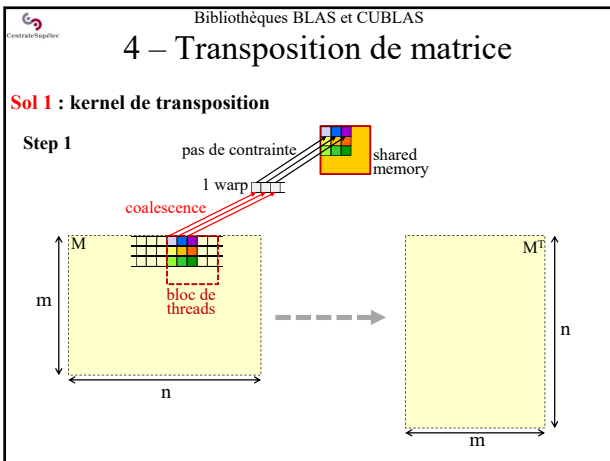 CentraleSupélec
Bibliothèques BLAS et CUBLAS
4 – Transposition de matrice
Sol 1 : kernel de transposition
Step 1
pas de contrainte
shared
memory
1 warp
coalescence
M
Mᵀ
bloc de
threads
m
n
n
m